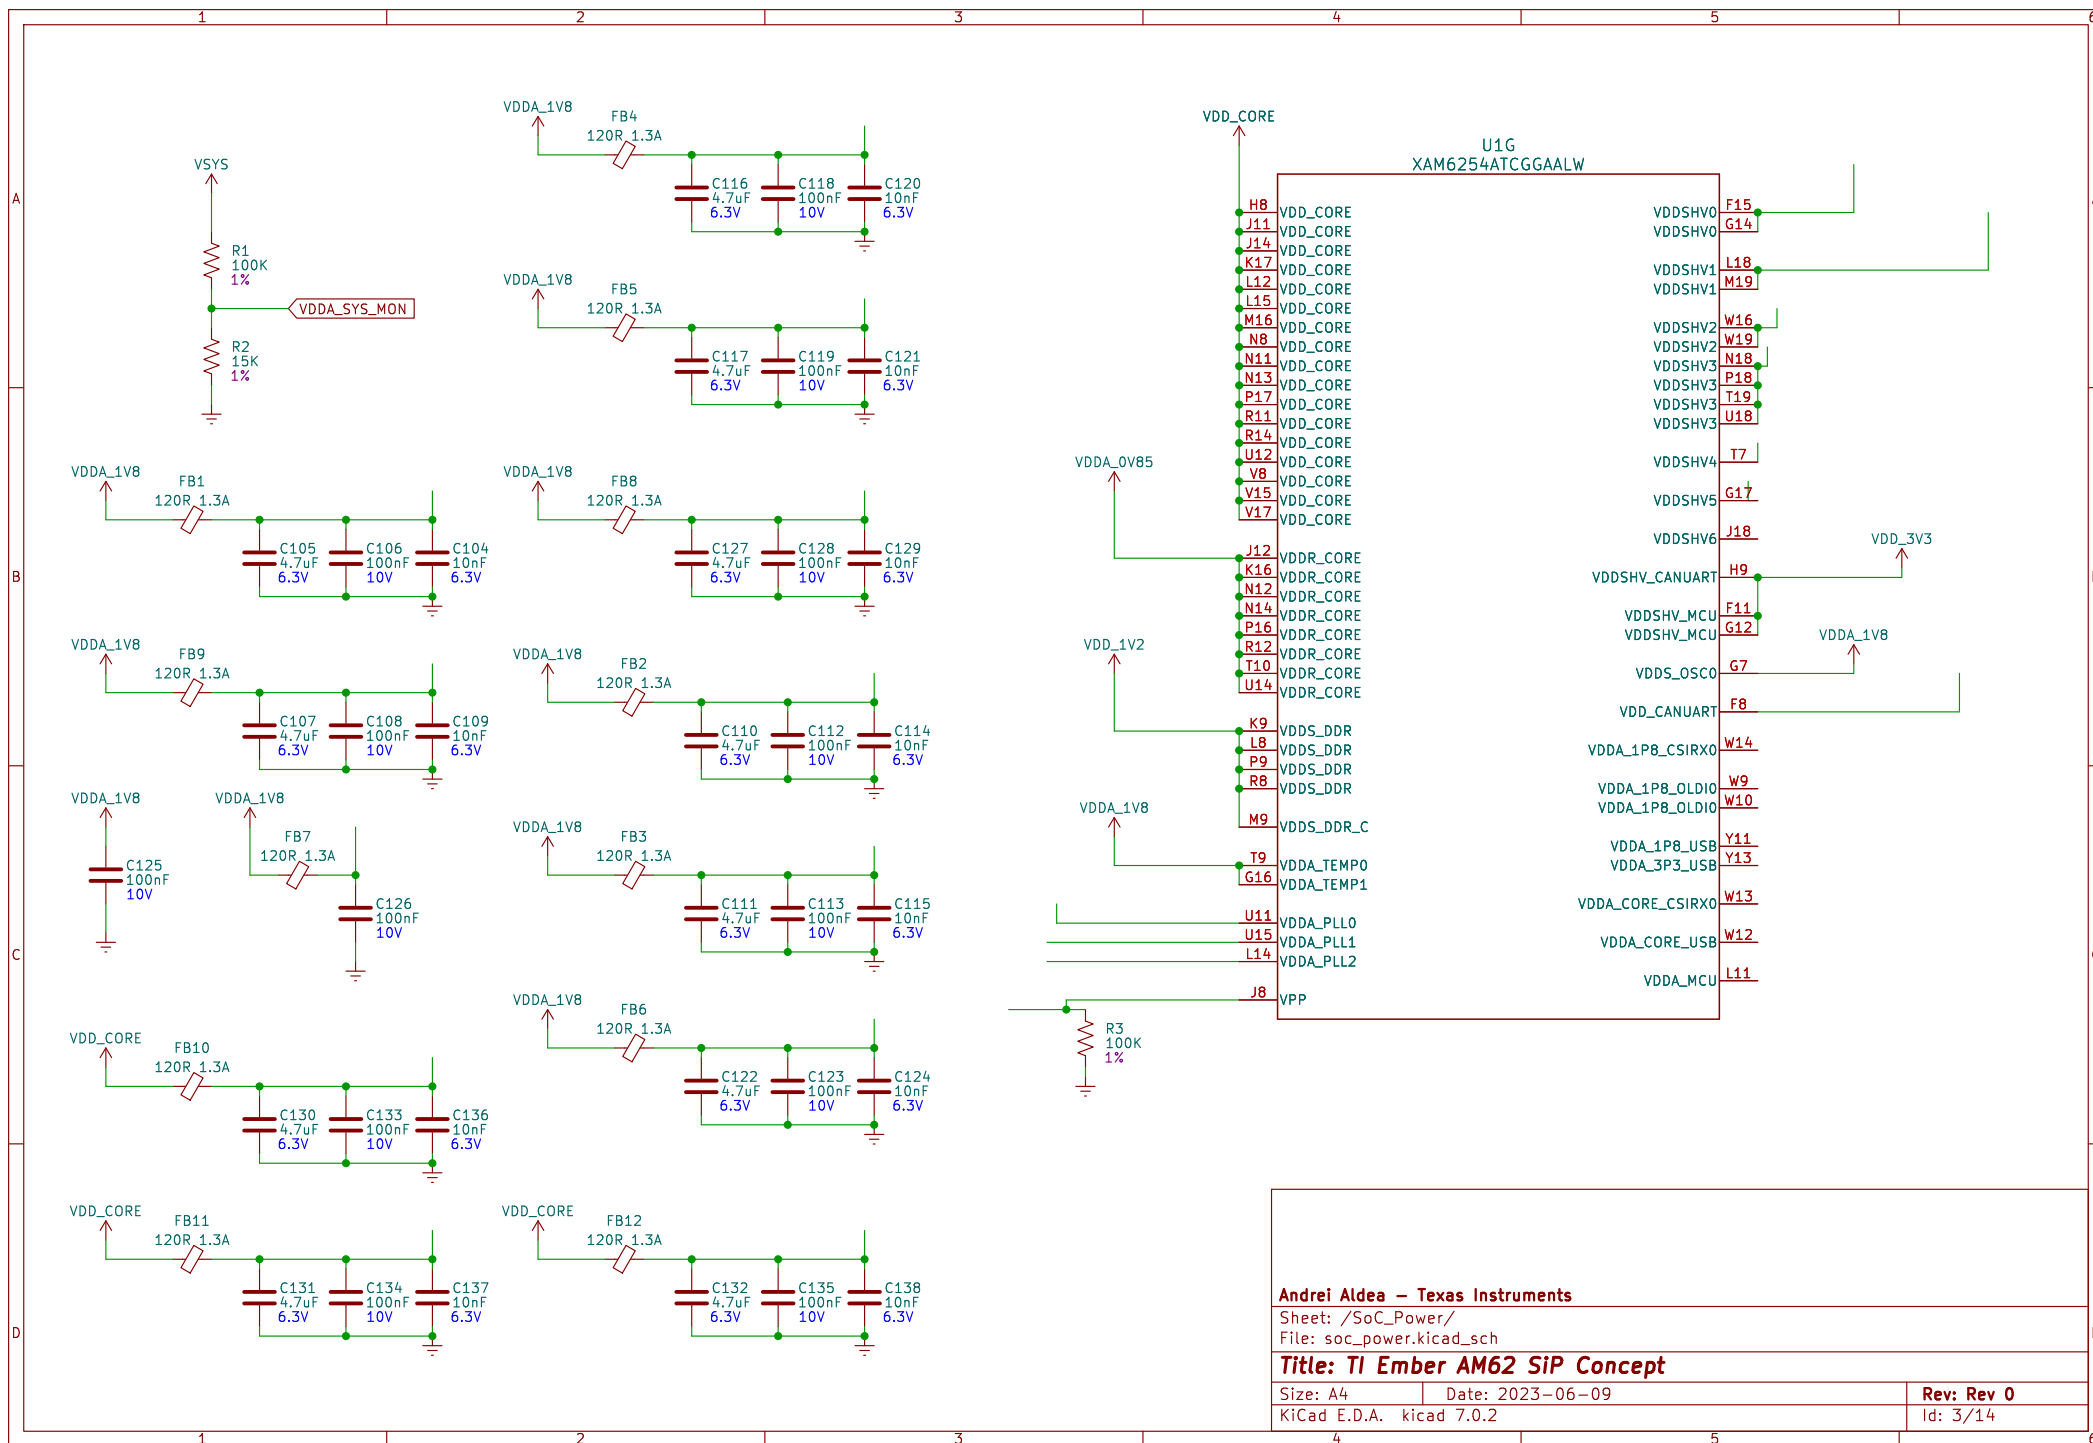 1 2 3 4 5 6
A
B
C
D
VSYS
R1
100K
1%
VDDA_SYS_MON
R2
15K
1%
VDDA_1V8
FB4
120R 1.3A
C116
4.7uF
6.3V
C118
100nF
10V
C120
10nF
6.3V
VDDA_1V8
FB5
120R 1.3A
C117
4.7uF
6.3V
C119
100nF
10V
C121
10nF
6.3V
VDDA_1V8
FB1
120R 1.3A
C105
4.7uF
6.3V
C106
100nF
10V
C104
10nF
6.3V
VDDA_1V8
FB8
120R 1.3A
C127
4.7uF
6.3V
C128
100nF
10V
C129
10nF
6.3V
VDDA_1V8
FB9
120R 1.3A
C107
4.7uF
6.3V
C108
100nF
10V
C109
10nF
6.3V
VDDA_1V8
FB2
120R 1.3A
C110
4.7uF
6.3V
C112
100nF
10V
C114
10nF
6.3V
VDDA_1V8
C125
100nF
10V
VDDA_1V8
FB7
120R 1.3A
C126
100nF
10V
VDDA_1V8
FB3
120R 1.3A
C111
4.7uF
6.3V
C113
100nF
10V
C115
10nF
6.3V
VDDA_1V8
FB6
120R 1.3A
C122
4.7uF
6.3V
C123
100nF
10V
C124
10nF
6.3V
VDD_CORE
FB10
120R 1.3A
C130
4.7uF
6.3V
C133
100nF
10V
C136
10nF
6.3V
VDD_CORE
FB11
120R 1.3A
C131
4.7uF
6.3V
C134
100nF
10V
C137
10nF
6.3V
VDD_CORE
FB12
120R 1.3A
C132
4.7uF
6.3V
C135
100nF
10V
C138
10nF
6.3V
VDD_CORE
VDDA_0V85
VDD_1V2
VDDA_1V8
R3
100K
1%
U1G
XAM6254ATCGGAALW
H8 VDD_CORE
J11 VDD_CORE
J14 VDD_CORE
K17 VDD_CORE
L12 VDD_CORE
L15 VDD_CORE
M16 VDD_CORE
N8 VDD_CORE
N11 VDD_CORE
N13 VDD_CORE
P17 VDD_CORE
R11 VDD_CORE
R14 VDD_CORE
U12 VDD_CORE
V8 VDD_CORE
V15 VDD_CORE
V17 VDD_CORE
J12 VDDR_CORE
K16 VDDR_CORE
N12 VDDR_CORE
N14 VDDR_CORE
P16 VDDR_CORE
R12 VDDR_CORE
T10 VDDR_CORE
U14 VDDR_CORE
K9 VDDS_DDR
L8 VDDS_DDR
P9 VDDS_DDR
R8 VDDS_DDR
M9 VDDS_DDR_C
T9 VDDA_TEMP0
G16 VDDA_TEMP1
U11 VDDA_PLL0
U15 VDDA_PLL1
L14 VDDA_PLL2
J8 VPP
VDDSHV0 F15
VDDSHV0 G14
VDDSHV1 L18
VDDSHV1 M19
VDDSHV2 W16
VDDSHV2 W19
VDDSHV3 N18
VDDSHV3 P18
VDDSHV3 T19
VDDSHV3 U18
VDDSHV4 T7
VDDSHV5 G17
VDDSHV6 J18
VDDSHV_CANUART H9
VDDSHV_MCU F11
VDDSHV_MCU G12
VDDS_OSC0 G7
VDD_CANUART F8
VDDA_1P8_CSIRX0 W14
VDDA_1P8_OLDI0 W9
VDDA_1P8_OLDI0 W10
VDDA_1P8_USB Y11
VDDA_3P3_USB Y13
VDDA_CORE_CSIRX0 W13
VDDA_CORE_USB W12
VDDA_MCU L11
VDD_3V3
VDDA_1V8
Andrei Aldea – Texas Instruments
Sheet: /SoC_Power/
File: soc_power.kicad_sch
Title: TI Ember AM62 SiP Concept
Size: A4 Date: 2023-06-09 Rev: Rev 0
KiCad E.D.A. kicad 7.0.2 Id: 3/14
1 2 3 4 5